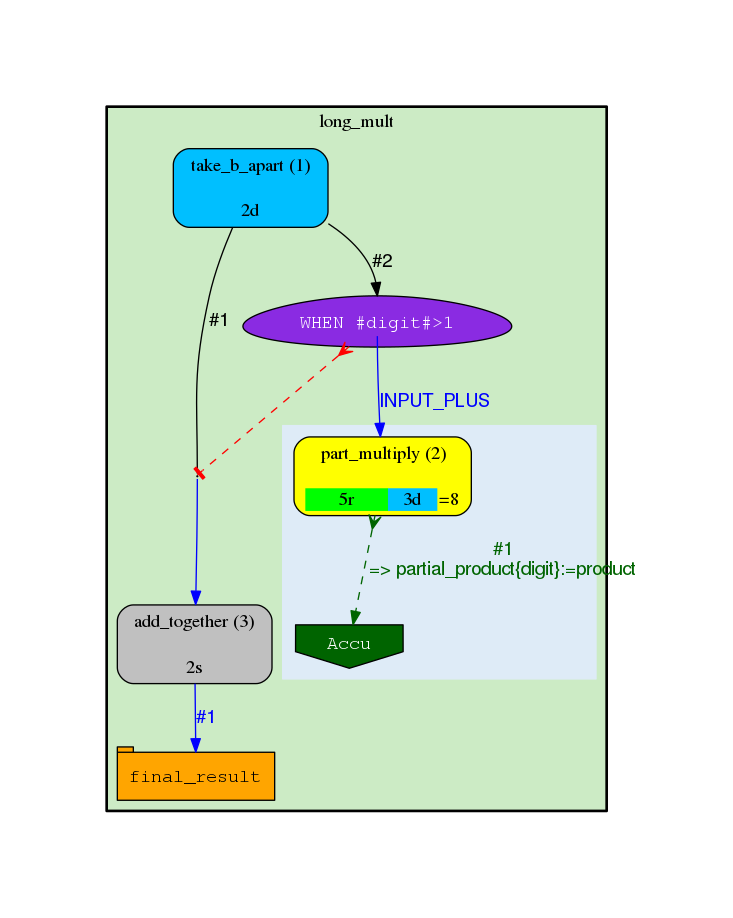 long_mult
take_b_apart (1)
2d
#2
#1
WHEN #digit#>1
INPUT_PLUS
part_multiply (2)
5r 3d =8
#1
=> partial_product{digit}:=product
add_together (3)
Accu
2s
#1
final_result